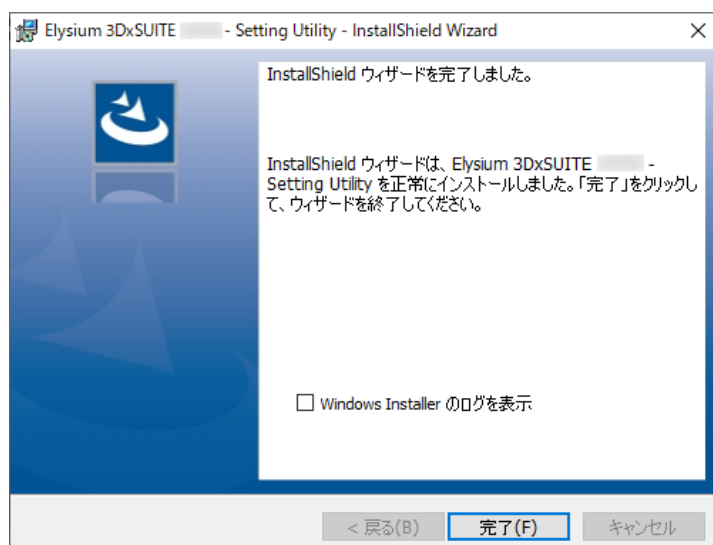 Elysium 3DxSUITE - Setting Utility - InstallShield Wizard
InstallShield ウィザードを完了しました。
InstallShield ウィザードは、Elysium 3DxSUITE -
Setting Utility を正常にインストールしました。「完了」をクリックし
て、ウィザードを終了してください。
Windows Installer のログを表示
< 戻る(B) 完了(F) キャンセル